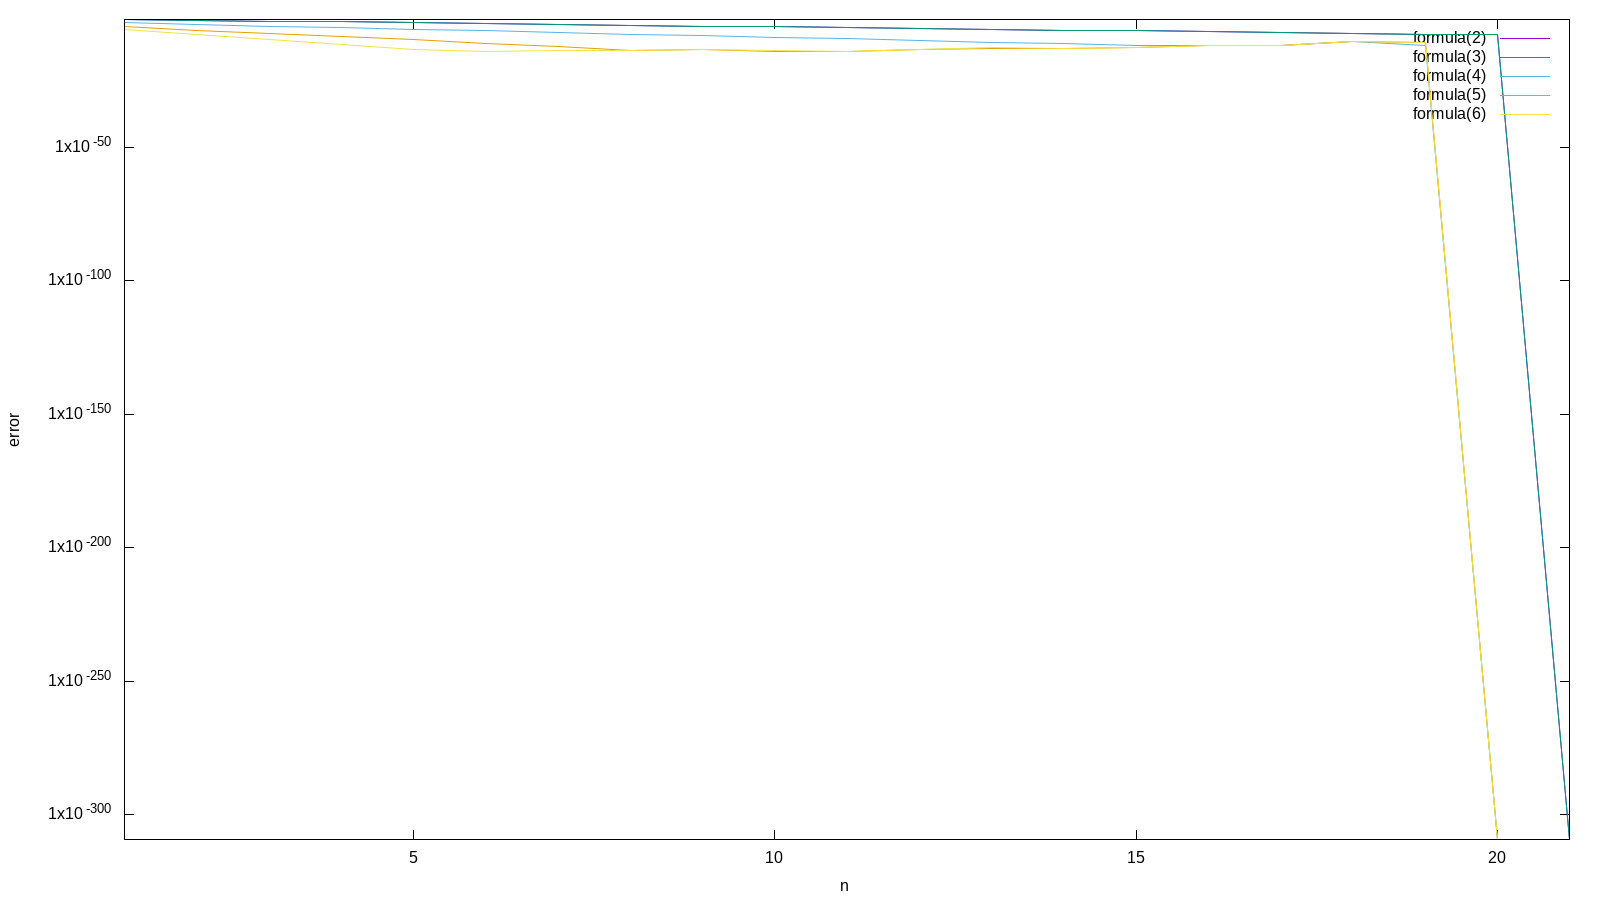 formula(2)
formula(3)
formula(4)
formula(5)
formula(6)
1x10^-50
1x10^-100
1x10^-150
1x10^-200
1x10^-250
1x10^-300
error
5 10 15 20
n